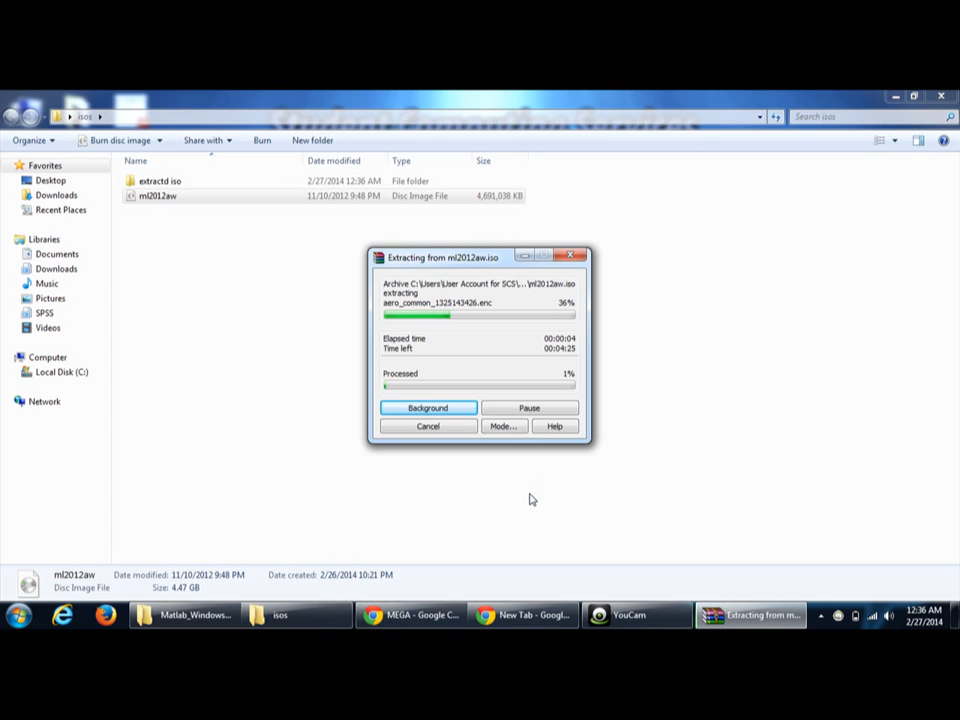 Student Computing Services
isos
Search isos
Organize Burn disc image Share with Burn New folder
Name Date modified Type Size
Favorites
Desktop
Downloads
Recent Places
Libraries
Documents
Downloads
Music
Pictures
SPSS
Videos
Computer
Local Disk (C:)
Network
extractd iso 2/27/2014 12:36 AM File folder
ml2012aw 11/10/2012 9:48 PM Disc Image File 4,691,038 KB
Extracting from ml2012aw.iso
Archive C:\Users\User Account for SCS\...\ml2012aw.iso
extracting
aero_common_1325143426.enc 36%
Elapsed time 00:00:04
Time left 00:04:25
Processed 1%
Background Pause
Cancel Mode... Help
ml2012aw Date modified: 11/10/2012 9:48 PM Date created: 2/26/2014 10:21 PM
Disc Image File Size: 4.47 GB
Matlab_Windows... isos MEGA - Google C... New Tab - Googl... YouCam Extracting from m...
12:36 AM
2/27/2014